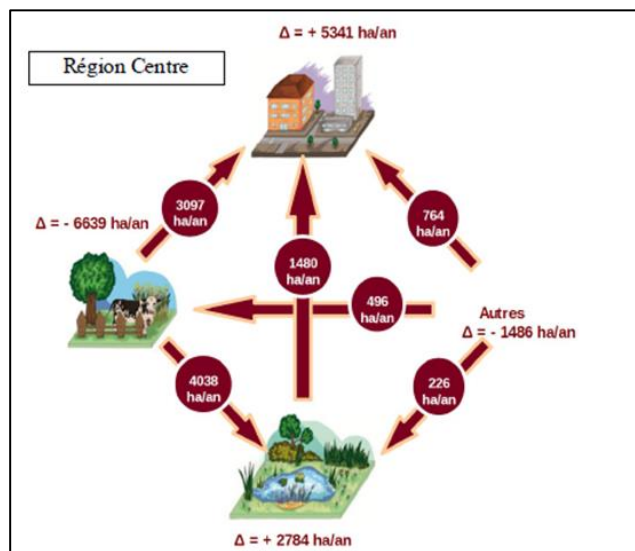 Δ = + 5341 ha/an
Région Centre
3097
ha/an
764
ha/an
Δ = - 6639 ha/an
1480
ha/an
496
ha/an
Autres
Δ = - 1486 ha/an
4038
ha/an
226
ha/an
Δ = + 2784 ha/an